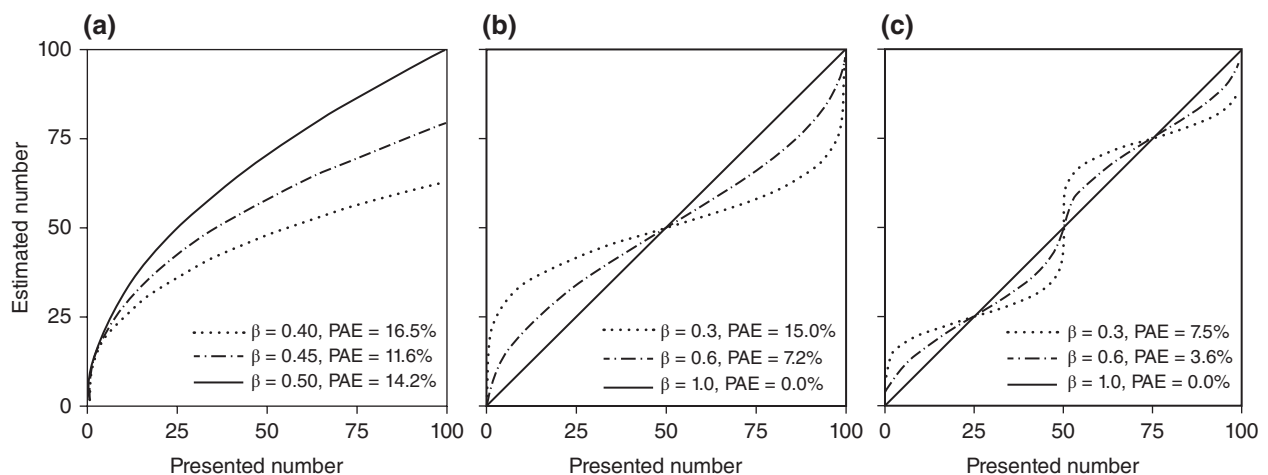 (a)
(b)
(c)
Estimated number
100
75
50
25
0
β = 0.40, PAE = 16.5%
β = 0.45, PAE = 11.6%
β = 0.50, PAE = 14.2%
0 25 50 75 100
Presented number
β = 0.3, PAE = 15.0%
β = 0.6, PAE = 7.2%
β = 1.0, PAE = 0.0%
0 25 50 75 100
Presented number
β = 0.3, PAE = 7.5%
β = 0.6, PAE = 3.6%
β = 1.0, PAE = 0.0%
0 25 50 75 100
Presented number